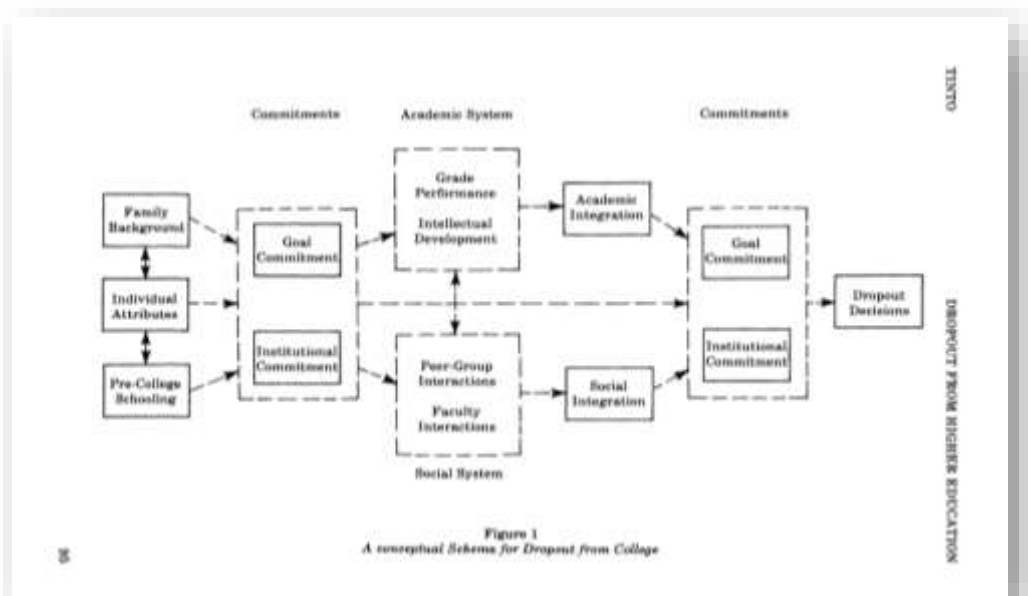 TINTO
DROPOUT FROM HIGHER EDUCATION
Commitments
Academic System
Commitments
Family
Background
Individual
Attributes
Pre-College
Schooling
Goal
Commitment
Institutional
Commitment
Grade
Performance
Intellectual
Development
Peer-Group
Interactions
Faculty
Interactions
Social System
Academic
Integration
Social
Integration
Goal
Commitment
Institutional
Commitment
Dropout
Decisions
Figure 1
A conceptual Schema for Dropout from College